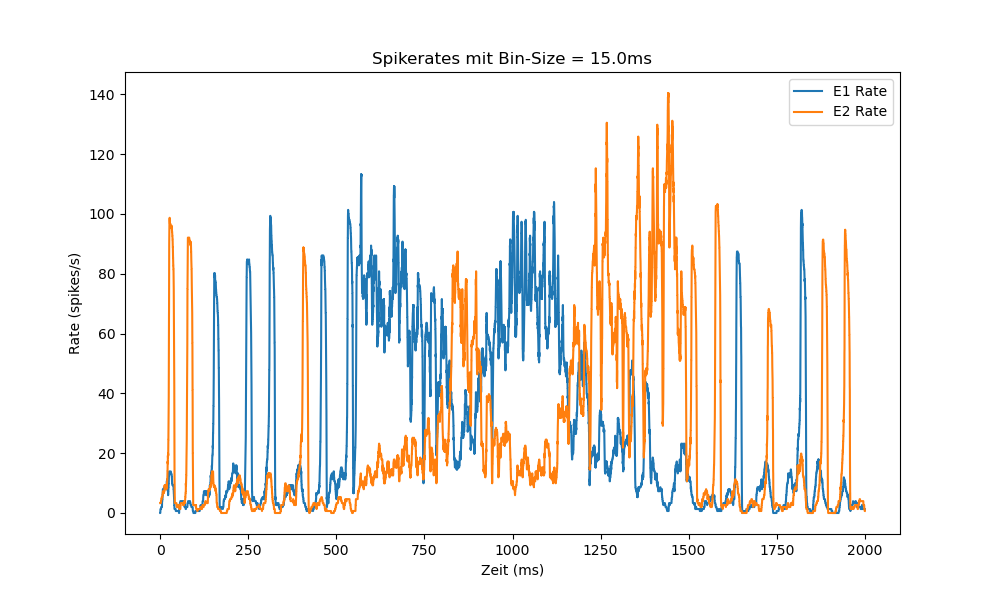 Spikerates mit Bin-Size = 15.0ms
E1 Rate
E2 Rate
140
120
100
80
60
40
20
0
Rate (spikes/s)
0 250 500 750 1000 1250 1500 1750 2000
Zeit (ms)